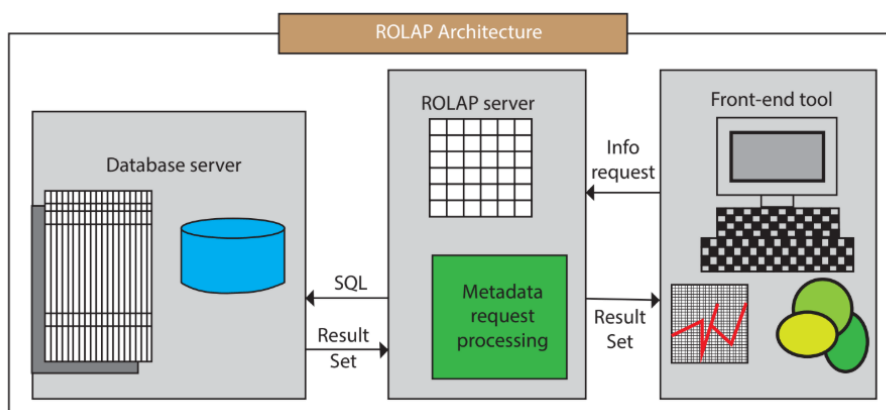 ROLAP Architecture
Database server
ROLAP server
Front-end tool
Info
request
SQL
Result
Set
Metadata
request
processing
Result
Set